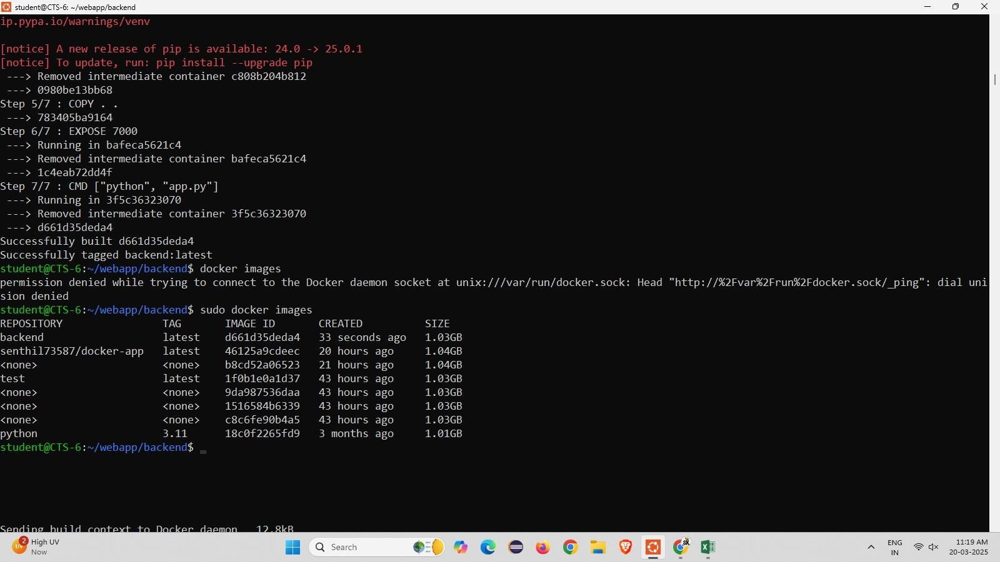 student@CTS-6: ~/webapp/backend
ip.pypa.io/warnings/venv
[notice] A new release of pip is available: 24.0 -> 25.0.1
[notice] To update, run: pip install --upgrade pip
 ---> Removed intermediate container c808b204b812
 ---> 0980be13bb68
Step 5/7 : COPY . .
 ---> 783405ba9164
Step 6/7 : EXPOSE 7000
 ---> Running in bafeca5621c4
 ---> Removed intermediate container bafeca5621c4
 ---> 1c4eab72dd4f
Step 7/7 : CMD ["python", "app.py"]
 ---> Running in 3f5c36323070
 ---> Removed intermediate container 3f5c36323070
 ---> d661d35deda4
Successfully built d661d35deda4
Successfully tagged backend:latest
student@CTS-6:~/webapp/backend$ docker images
permission denied while trying to connect to the Docker daemon socket at unix:///var/run/docker.sock: Head "http://%2Fvar%2Frun%2Fdocker.sock/_ping": dial uni
sion denied
student@CTS-6:~/webapp/backend$ sudo docker images
REPOSITORY                TAG       IMAGE ID       CREATED          SIZE
backend                   latest    d661d35deda4   33 seconds ago   1.03GB
senthil73587/docker-app   latest    46125a9cdeec   20 hours ago     1.04GB
<none>                    <none>    b8cd52a06523   21 hours ago     1.04GB
test                      latest    1f0b1e0a1d37   43 hours ago     1.03GB
<none>                    <none>    9da987536daa   43 hours ago     1.03GB
<none>                    <none>    1516584b6339   43 hours ago     1.03GB
<none>                    <none>    c8c6fe90b4a5   43 hours ago     1.03GB
python                    3.11      18c0f2265fd9   3 months ago     1.01GB
student@CTS-6:~/webapp/backend$
Sending build context to Docker daemon   12.8kB
2
UV
High UV
Now
Search
SK
ENG
IN
11:19 AM
20-03-2025